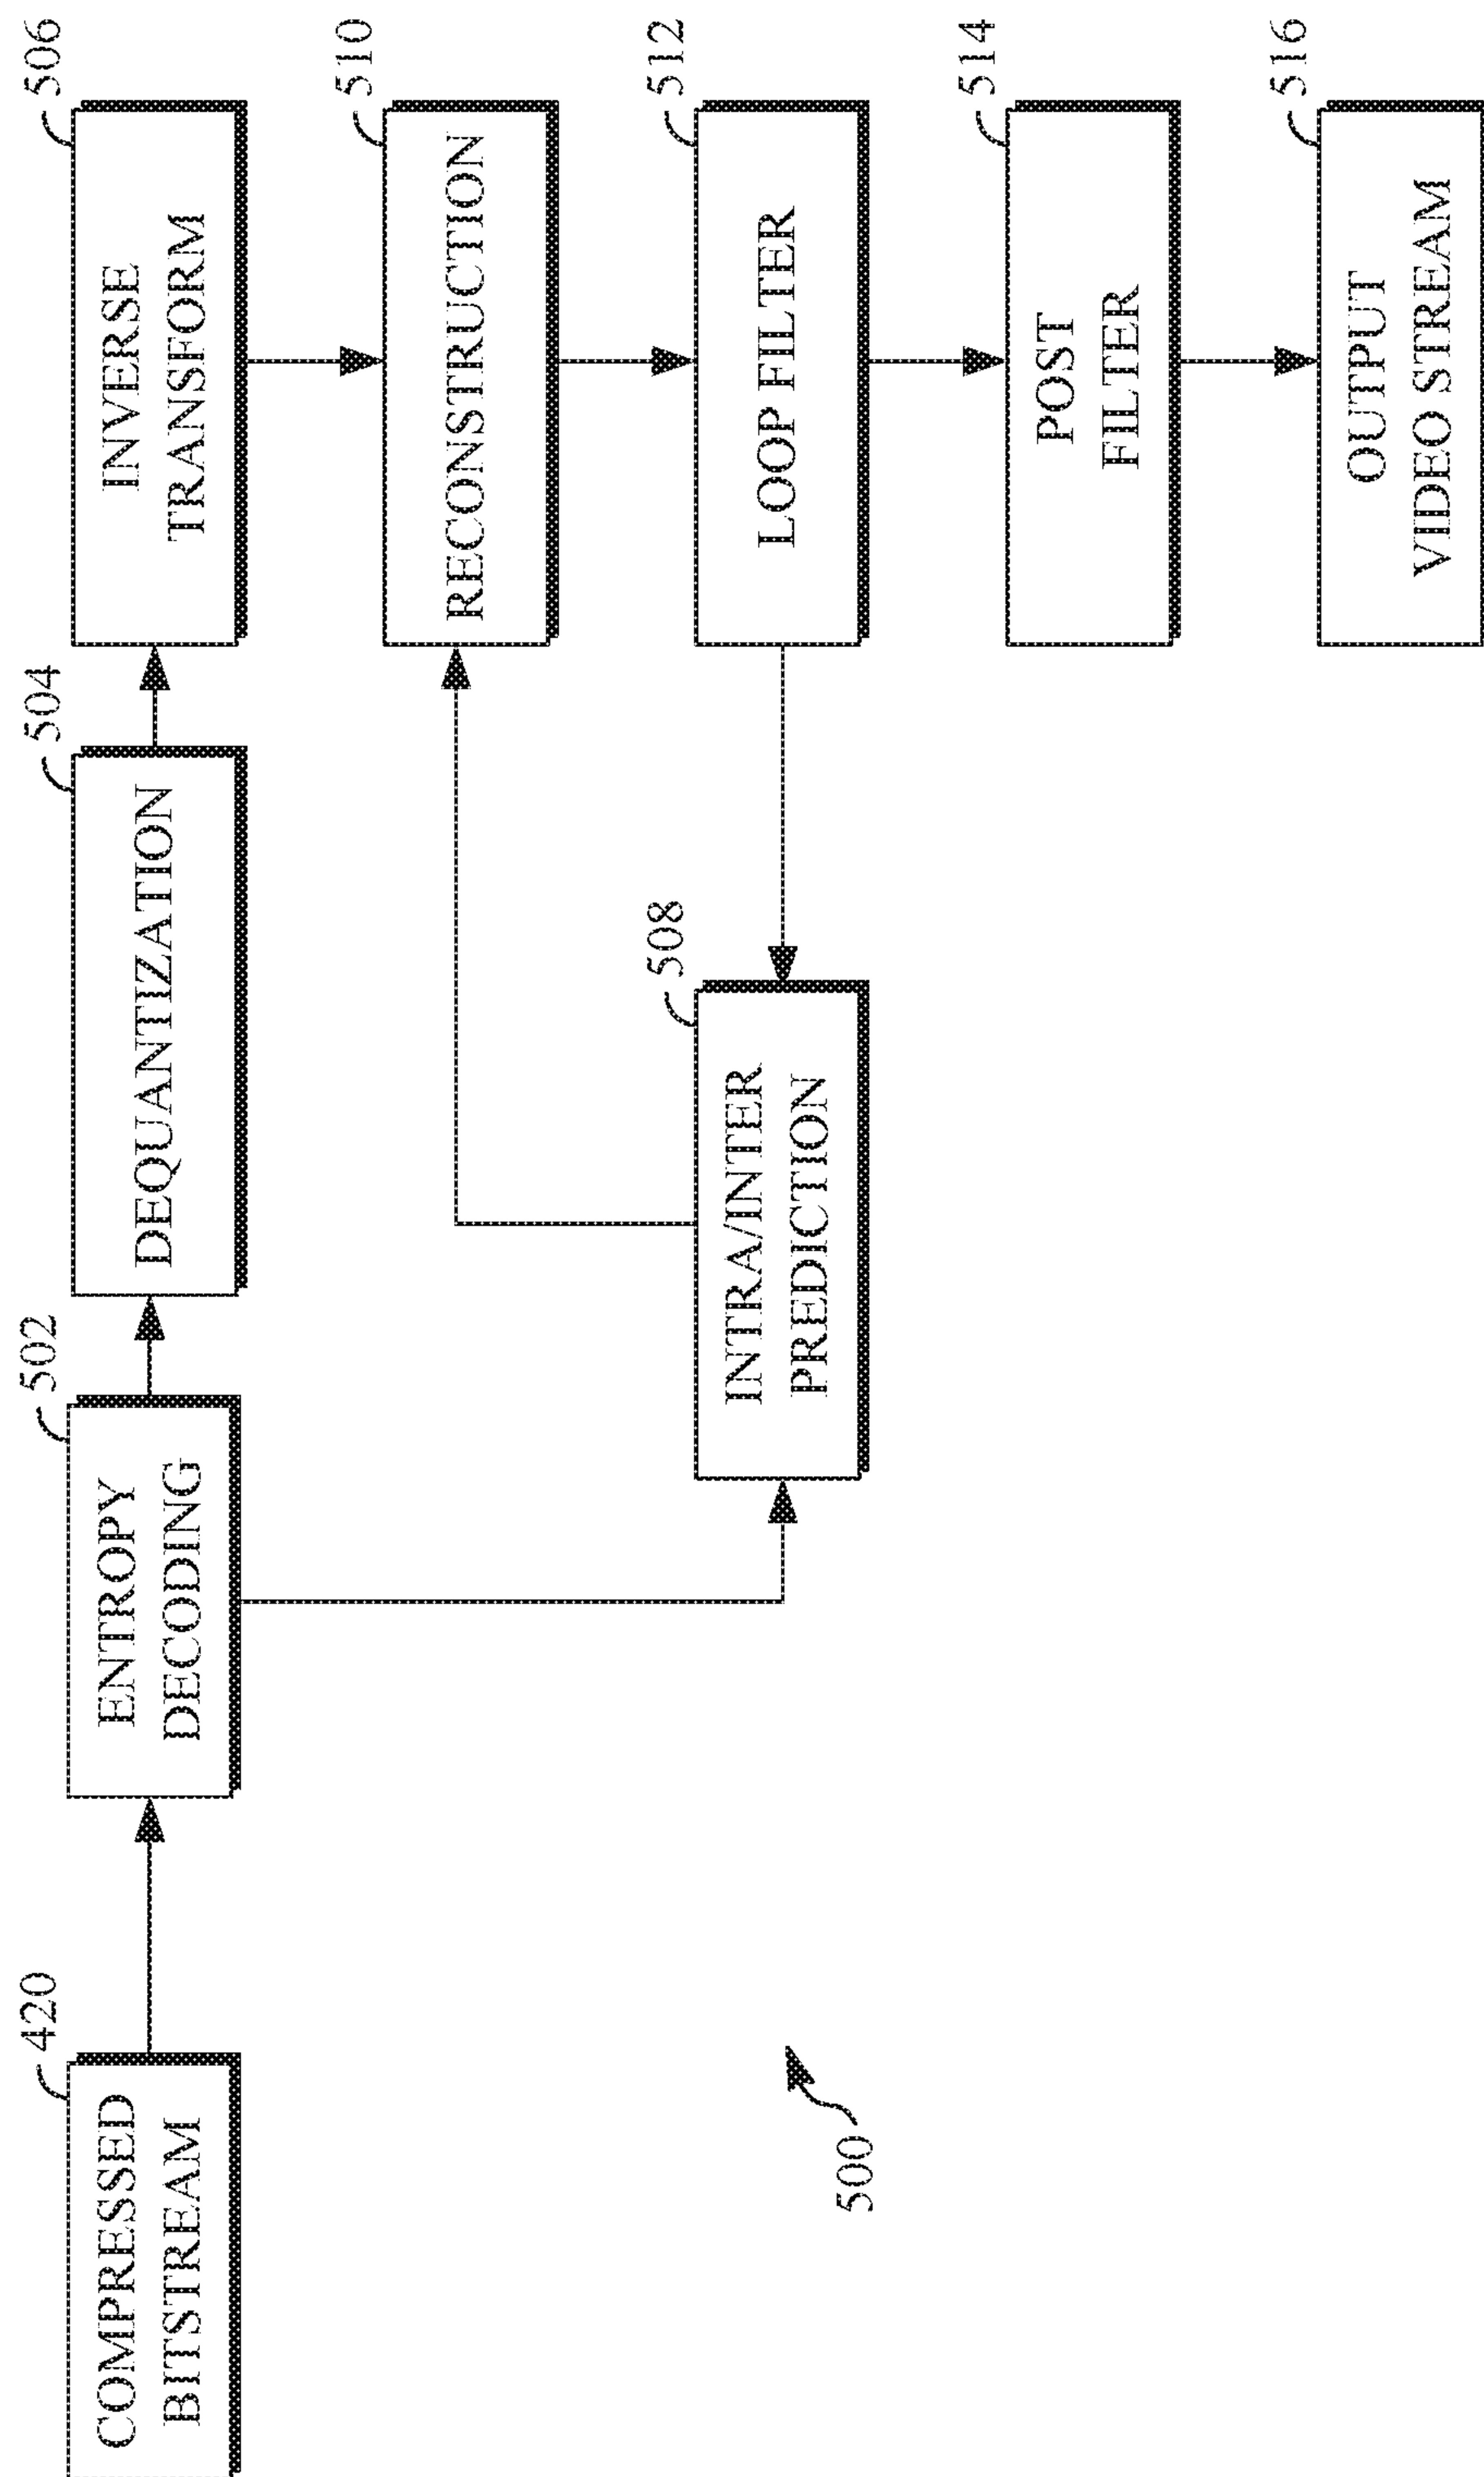 420
COMPRESSED
BITSTREAM
502
ENTROPY
DECODING
504
DEQUANTIZATION
506
INVERSE
TRANSFORM
510
RECONSTRUCTION
508
INTRA/INTER
PREDICTION
512
LOOP FILTER
514
POST
FILTER
516
OUTPUT
VIDEO STREAM
500